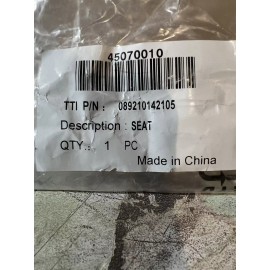 45070010
TTI P/N: 089210142105
Description: SEAT
QTY.: 1 PC
Made in China